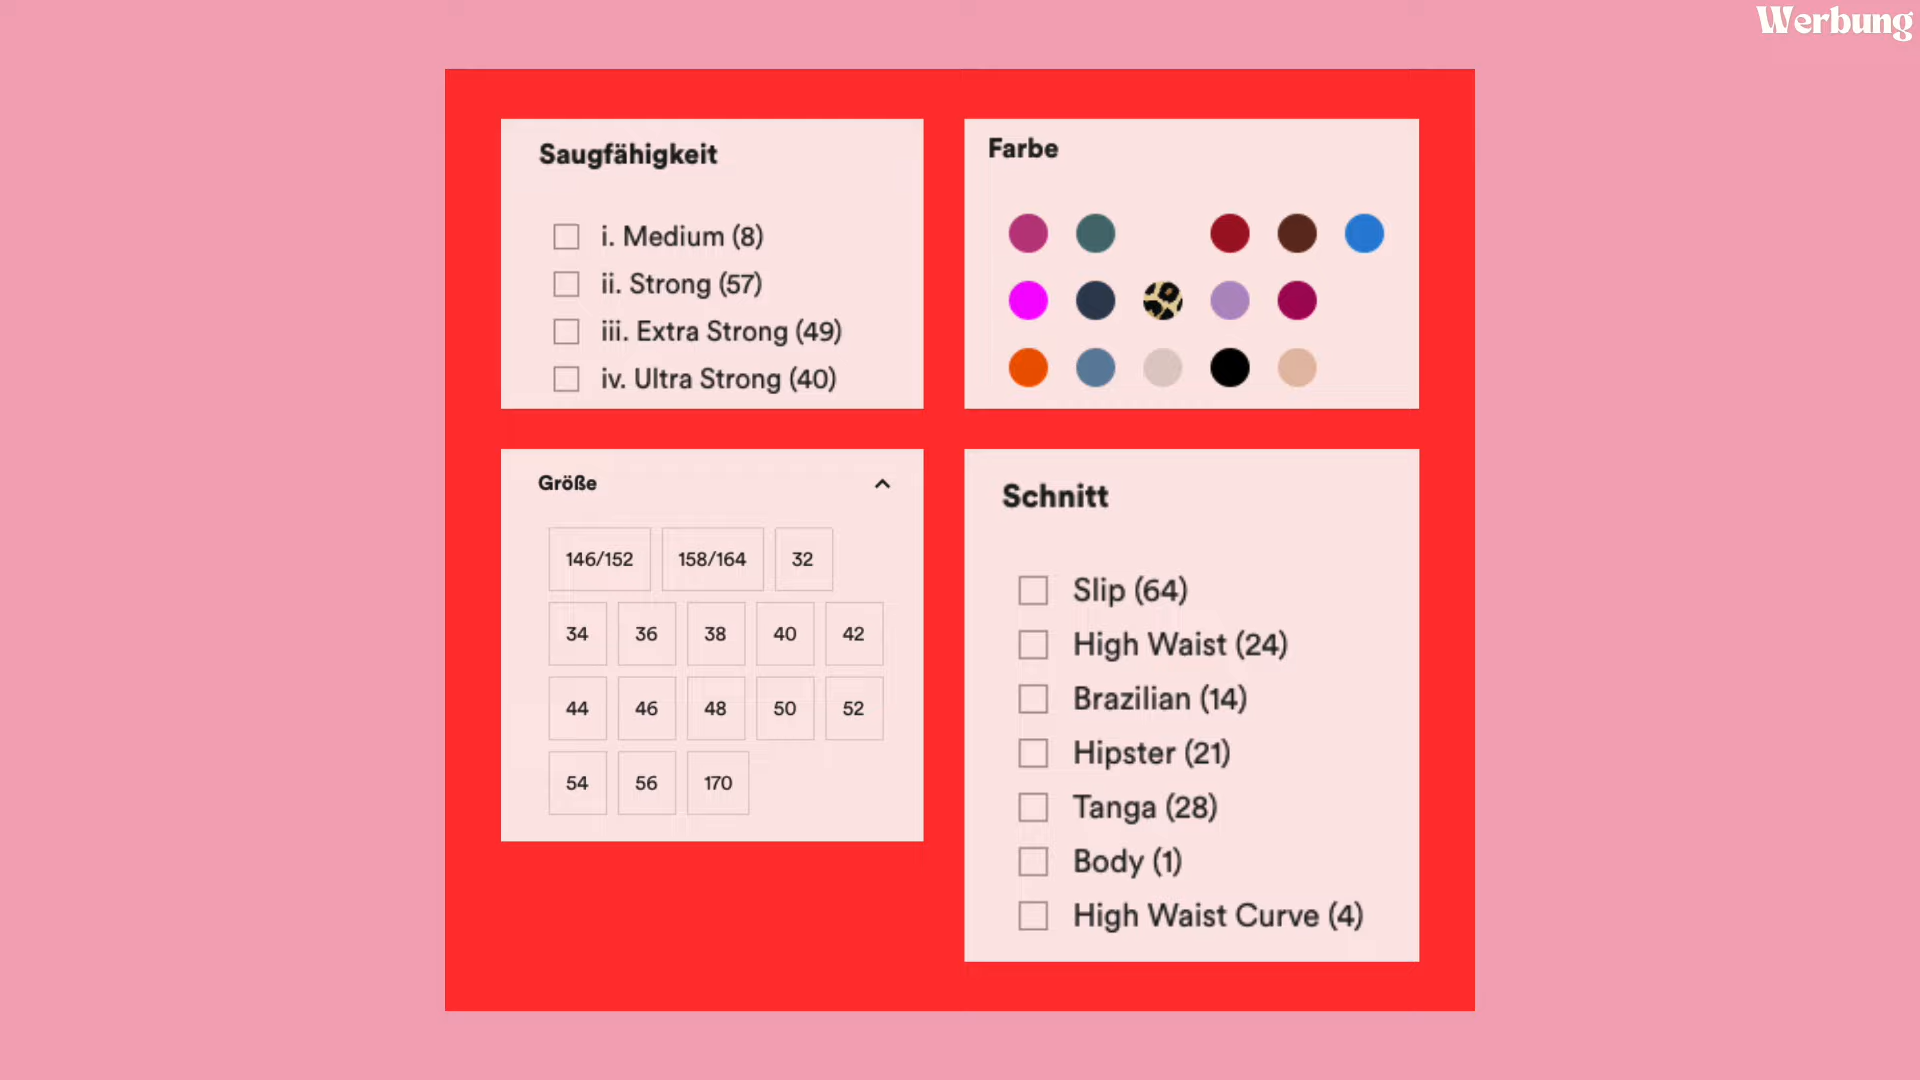 Werbung
Saugfähigkeit
i. Medium (8)
ii. Strong (57)
iii. Extra Strong (49)
iv. Ultra Strong (40)
Farbe
Größe
146/152 158/164 32
34 36 38 40 42
44 46 48 50 52
54 56 170
Schnitt
Slip (64)
High Waist (24)
Brazilian (14)
Hipster (21)
Tanga (28)
Body (1)
High Waist Curve (4)